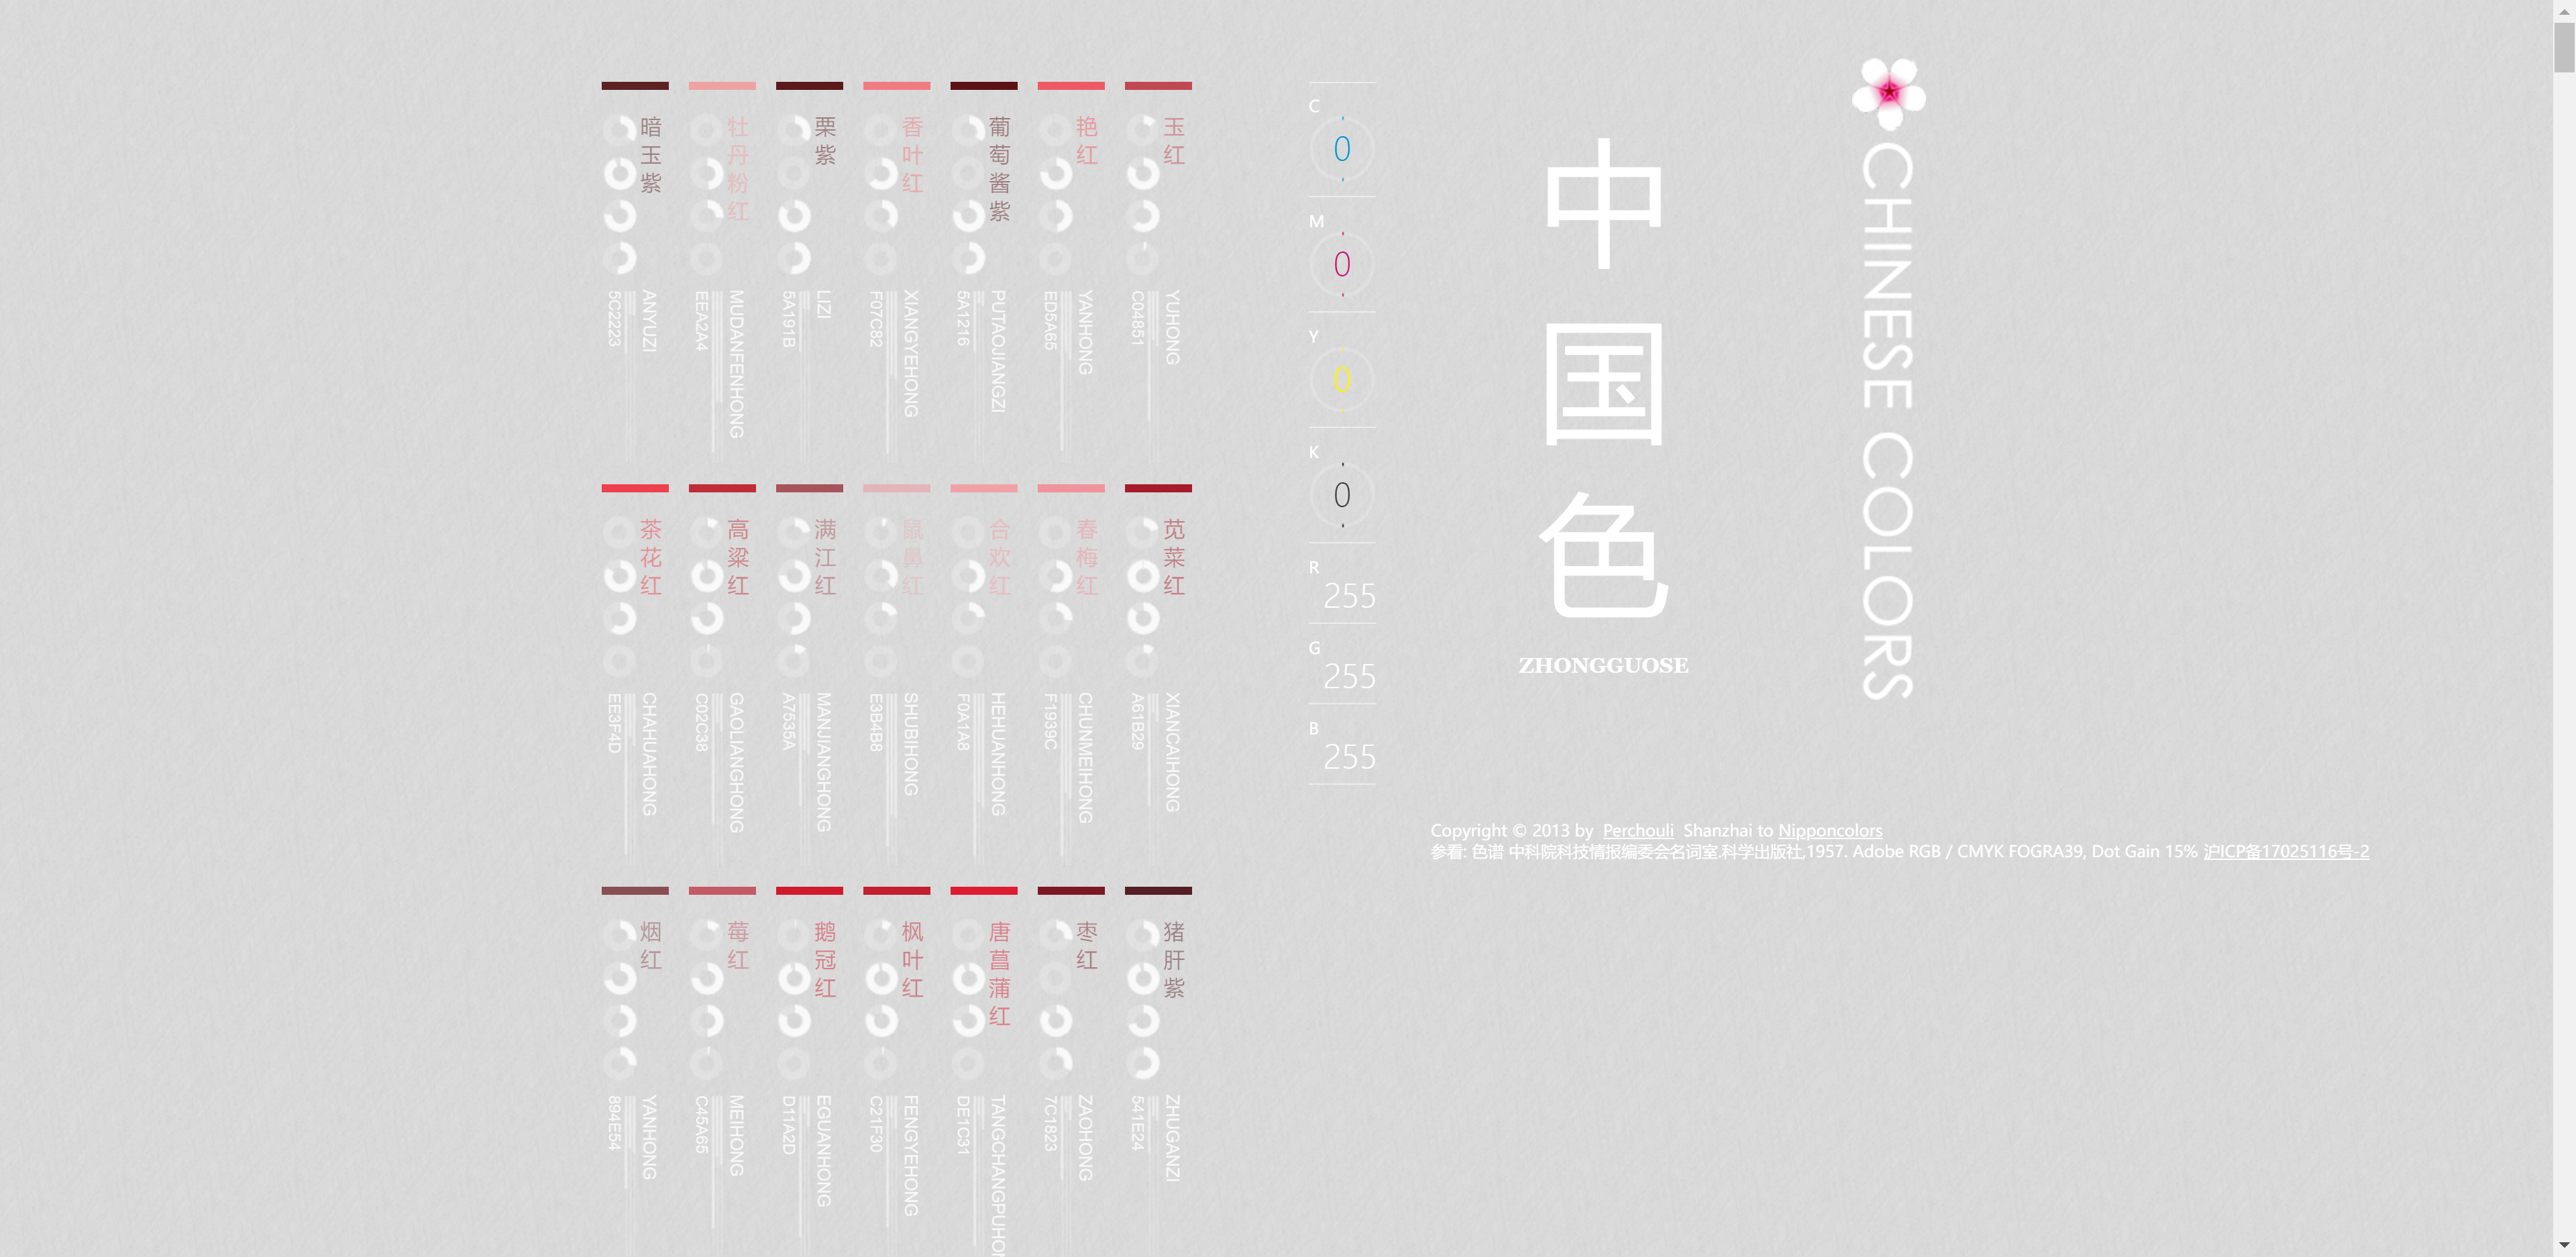 暗玉紫
ANYUZI
5C2223
牡丹粉红
MUDANFENHONG
EEA2A4
栗紫
LIZI
5A191B
香叶红
XIANGYEHONG
F07C82
葡萄酱紫
PUTAOJIANGZI
5A1216
艳红
YANHONG
ED5A65
玉红
YUHONG
C04851
茶花红
CHAHUAHONG
EE3F4D
高粱红
GAOLIANGHONG
C02C38
满江红
MANJIANGHONG
A7535A
鼠鼻红
SHUBIHONG
E3B4B8
合欢红
HEHUANHONG
F0A1A8
春梅红
CHUNMEIHONG
F1939C
苋菜红
XIANCAIHONG
A61B29
烟红
YANHONG
894E54
莓红
MEIHONG
C45A65
鹅冠红
EGUANHONG
D11A2D
枫叶红
FENGYEHONG
C21F30
唐菖蒲红
TANGCHANGPUHON
DE1C31
枣红
ZAOHONG
7C1823
猪肝紫
ZHUGANZI
541E24
C
0
M
0
Y
0
K
0
R
255
G
255
B
255
中国色
ZHONGGUOSE
CHINESE COLORS
Copyright © 2013 by Perchouli Shanzhai to Nipponcolors
参看: 色谱 中科院科技情报编委会名词室.科学出版社,1957. Adobe RGB / CMYK FOGRA39, Dot Gain 15% 沪ICP备17025116号-2